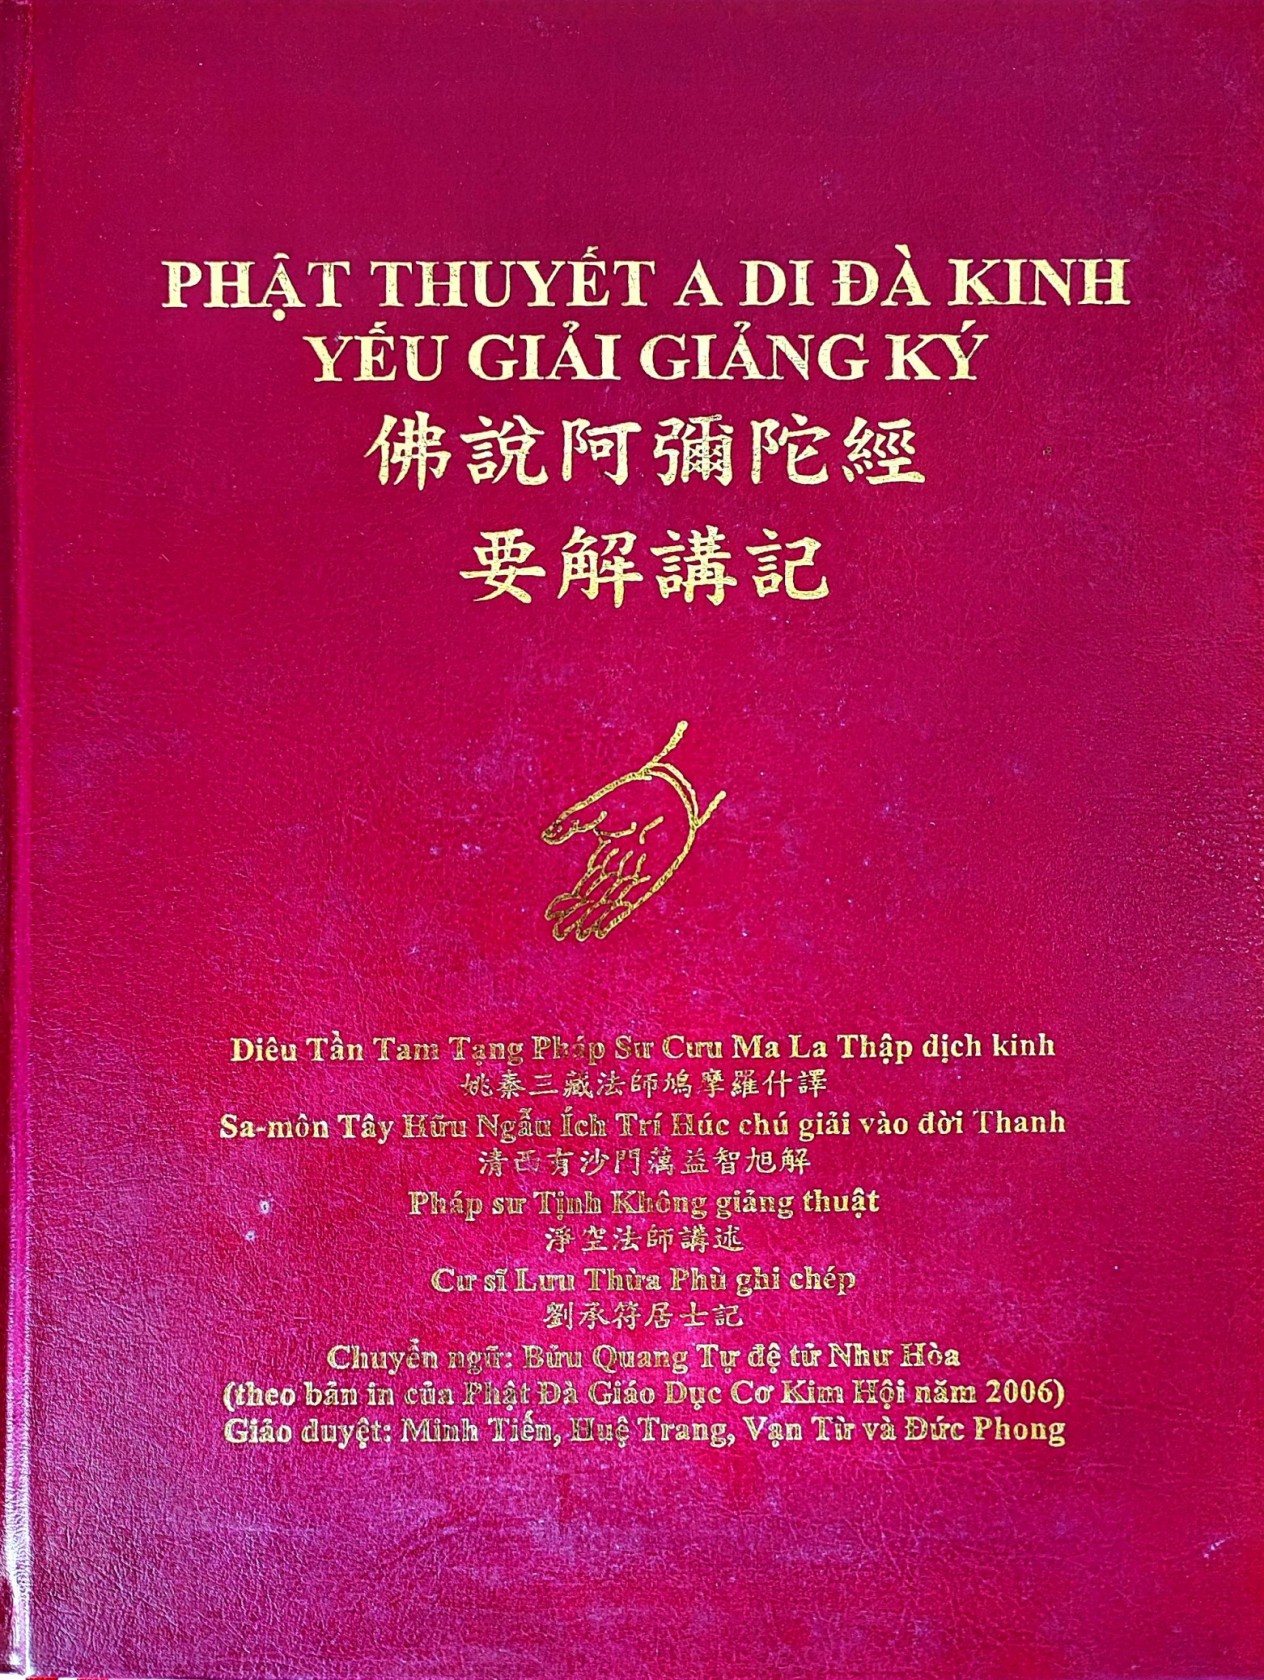 PHẬT THUYẾT A DI ĐÀ KINH
YẾU GIẢI GIẢNG KÝ
佛說阿彌陀經
要解講記
Diêu Tần Tam Tạng Pháp Sư Cưu Ma La Thập dịch kinh
姚秦三藏法師鳩摩羅什譯
Sa-môn Tây Hữu Ngẫu Ích Trí Húc chú giải vào đời Thanh
清西有沙門蕅益智旭解
Pháp sư Tịnh Không giảng thuật
淨空法師講述
Cư sĩ Lưu Thừa Phù ghi chép
劉承符居士記
Chuyển ngữ: Bửu Quang Tự đệ tử Như Hòa
(theo bản in của Phật Đà Giáo Dục Cơ Kim Hội năm 2006)
Giảo duyệt: Minh Tiến, Huệ Trang, Vạn Từ và Đức Phong